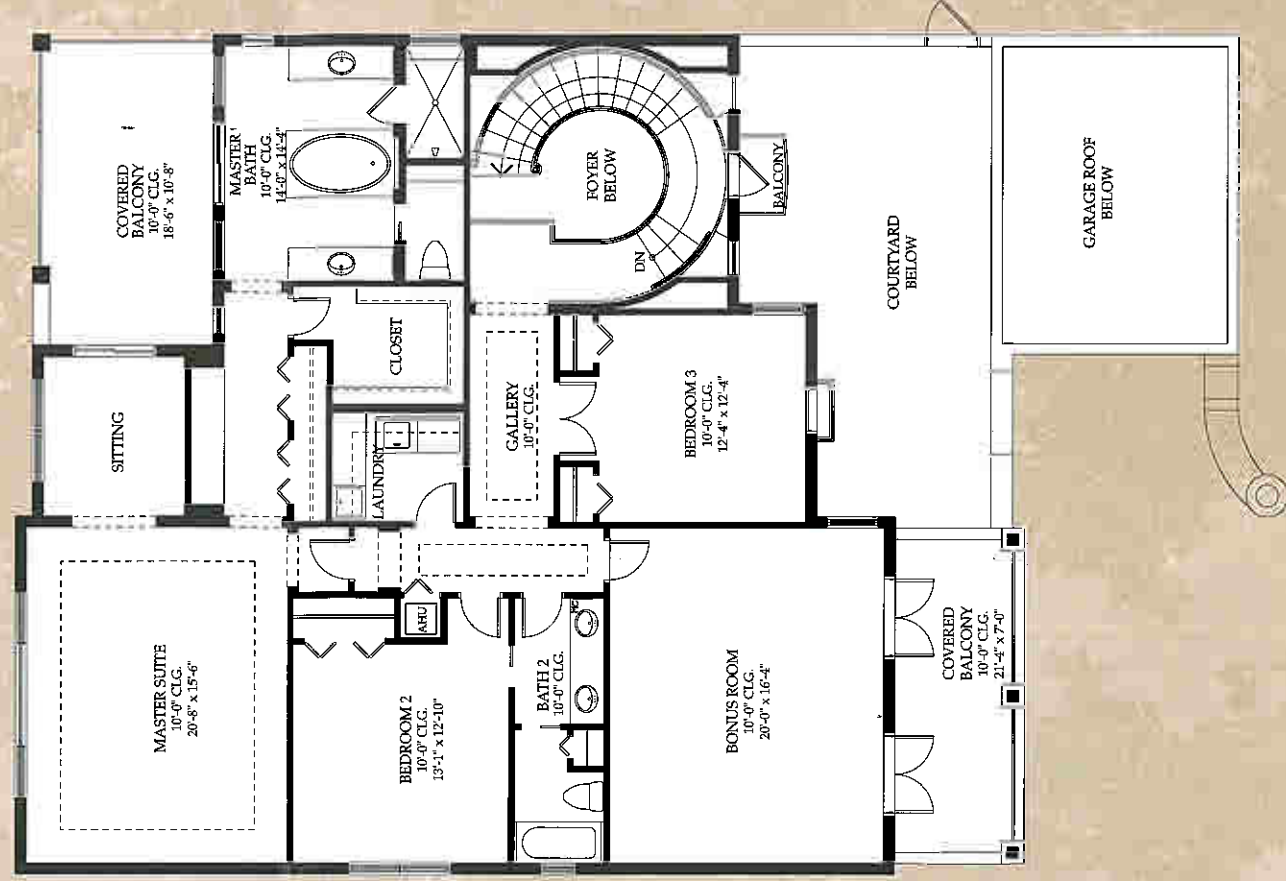 COVERED
BALCONY
10'-0" CLG.
18'-6" x 10'-8"
MASTER
BATH
10'-0" CLG.
14'-0" x 14'-4"
FOYER
BELOW
DN
BALCONY
COURTYARD
BELOW
GARAGE ROOF
BELOW
SITTING
CLOSET
LAUNDRY
GALLERY
10'-0" CLG.
BEDROOM 3
10'-0" CLG.
12'-4" x 12'-4"
MASTER SUITE
10'-0" CLG.
20'-8" x 15'-6"
AHU
BEDROOM 2
10'-0" CLG.
13'-1" x 12'-10"
BATH 2
10'-0" CLG.
BONUS ROOM
10'-0" CLG.
20'-0" x 16'-4"
COVERED
BALCONY
10'-0" CLG.
21'-4" x 7'-0"